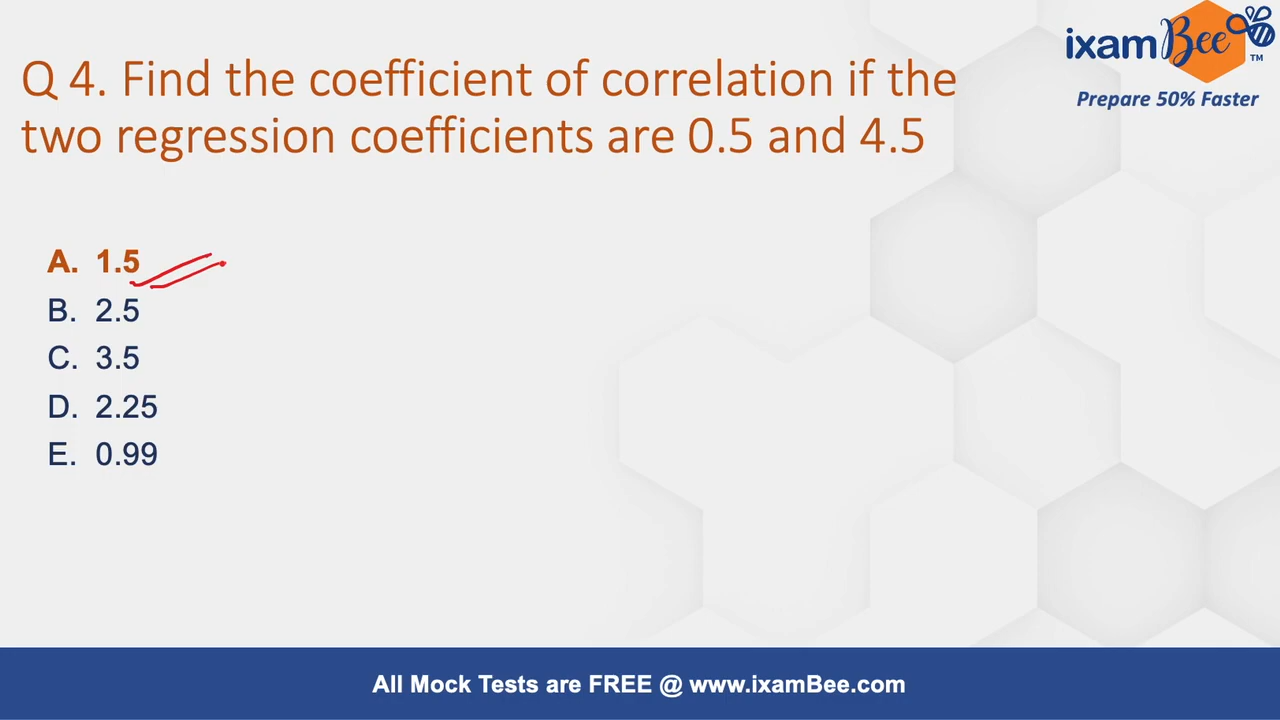 ixamBee TM
Prepare 50% Faster
Q 4. Find the coefficient of correlation if the
two regression coefficients are 0.5 and 4.5
A. 1.5
B. 2.5
C. 3.5
D. 2.25
E. 0.99
All Mock Tests are FREE @ www.ixamBee.com